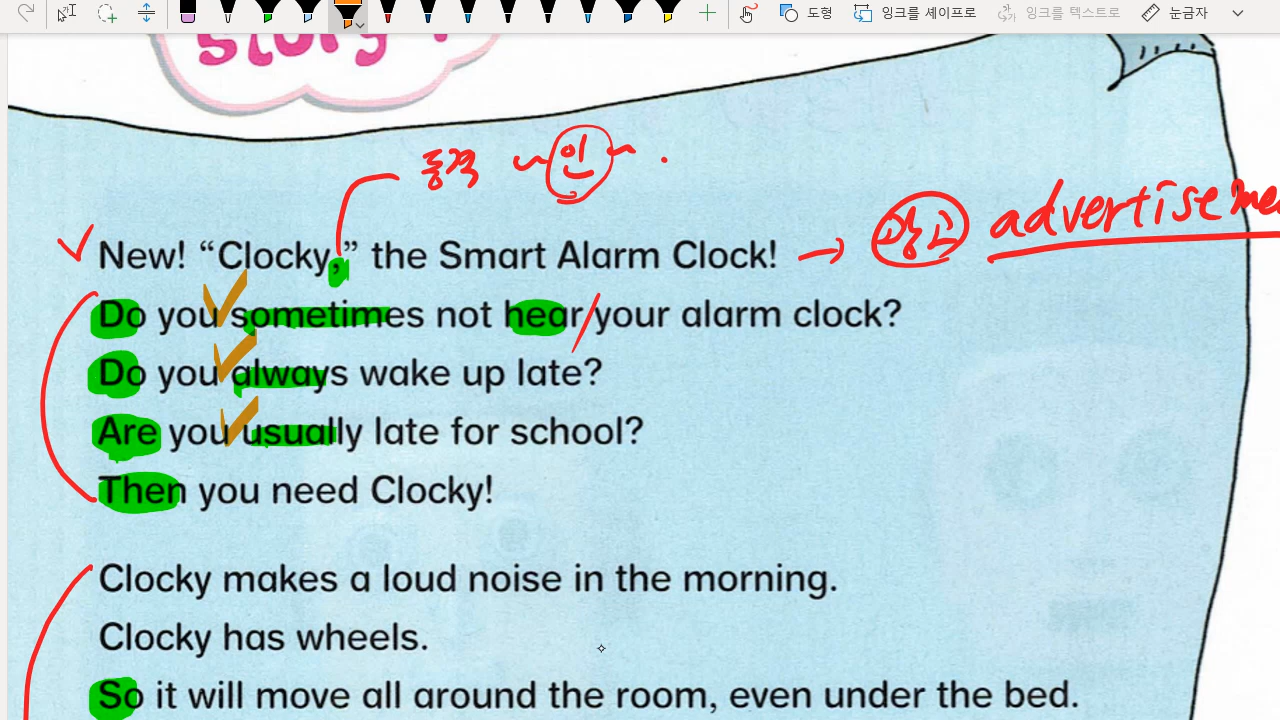 도형 잉크를 셰이프로 잉크를 텍스트로 눈금자
story
동격 ~인~.
New! “Clocky,” the Smart Alarm Clock! → 광고
Do you sometimes not hear/your alarm clock?
Do you always wake up late?
Are you usually late for school?
Then you need Clocky!
Clocky makes a loud noise in the morning.
Clocky has wheels.
So it will move all around the room, even under the bed.